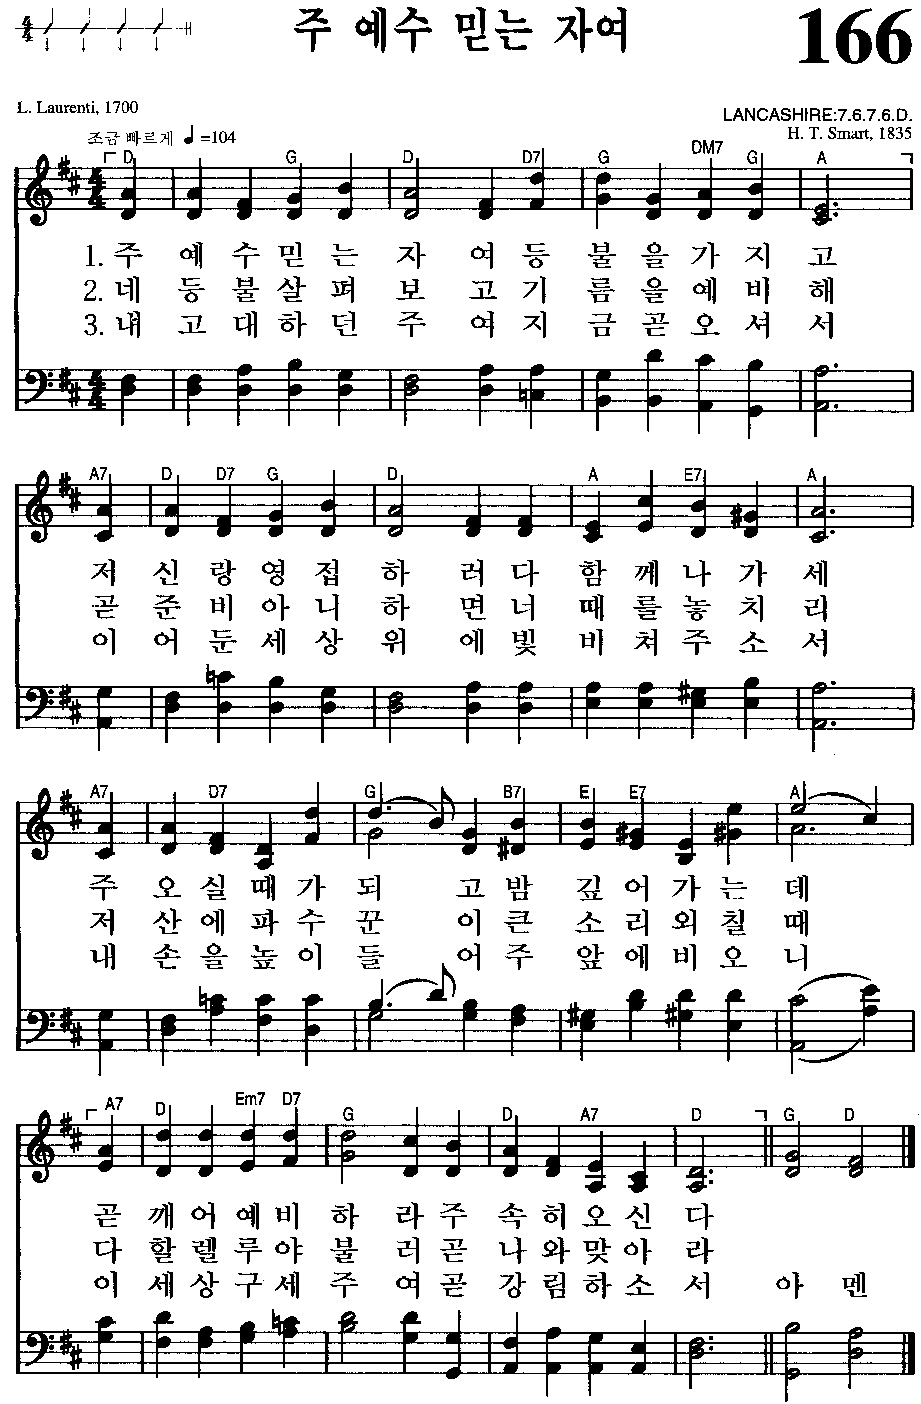 4/4 주 예수 믿는 자여 166
L. Laurenti, 1700
LANCASHIRE:7.6.7.6.D.
조금 빠르게 ♩=104
H. T. Smart, 1835
D G D D7 G DM7 G A
1. 주 예 수 믿 는 자 여 등 불 을 가 지 고
2. 네 등 불 살 펴 보 고 기 름 을 예 비 해
3. 내 고 대 하 던 주 여 지 금 곧 오 셔 서
A7 D D7 G D A E7 A
저 신 랑 영 접 하 러 다 함 께 나 가 세
곧 준 비 아 니 하 면 너 때 를 놓 치 리
이 어 둔 세 상 위 에 빛 비 쳐 주 소 서
A7 D7 G B7 E E7 A
주 오 실 때 가 되 고 밤 깊 어 가 는 데
저 산 에 파 수 꾼 이 큰 소 리 외 칠 때
내 손 을 높 이 들 어 주 앞 에 비 오 니
A7 D Em7 D7 G D A7 D G D
곧 깨 어 예 비 하 라 주 속 히 오 신 다
다 할 렐 루 야 불 러 곧 나 와 맞 아 라
이 세 상 구 세 주 여 곧 강 림 하 소 서 아 멘